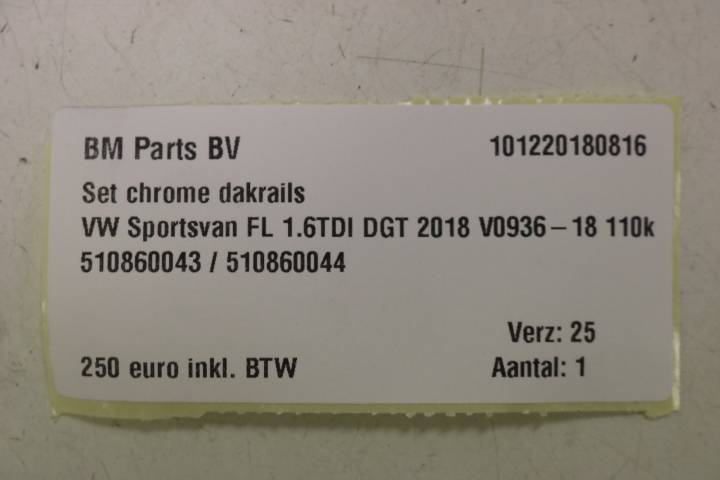 BM Parts BV 101220180816
Set chrome dakrails
VW Sportsvan FL 1.6TDI DGT 2018 V0936-18 110k
510860043 / 510860044
Verz: 25
250 euro inkl. BTW Aantal: 1